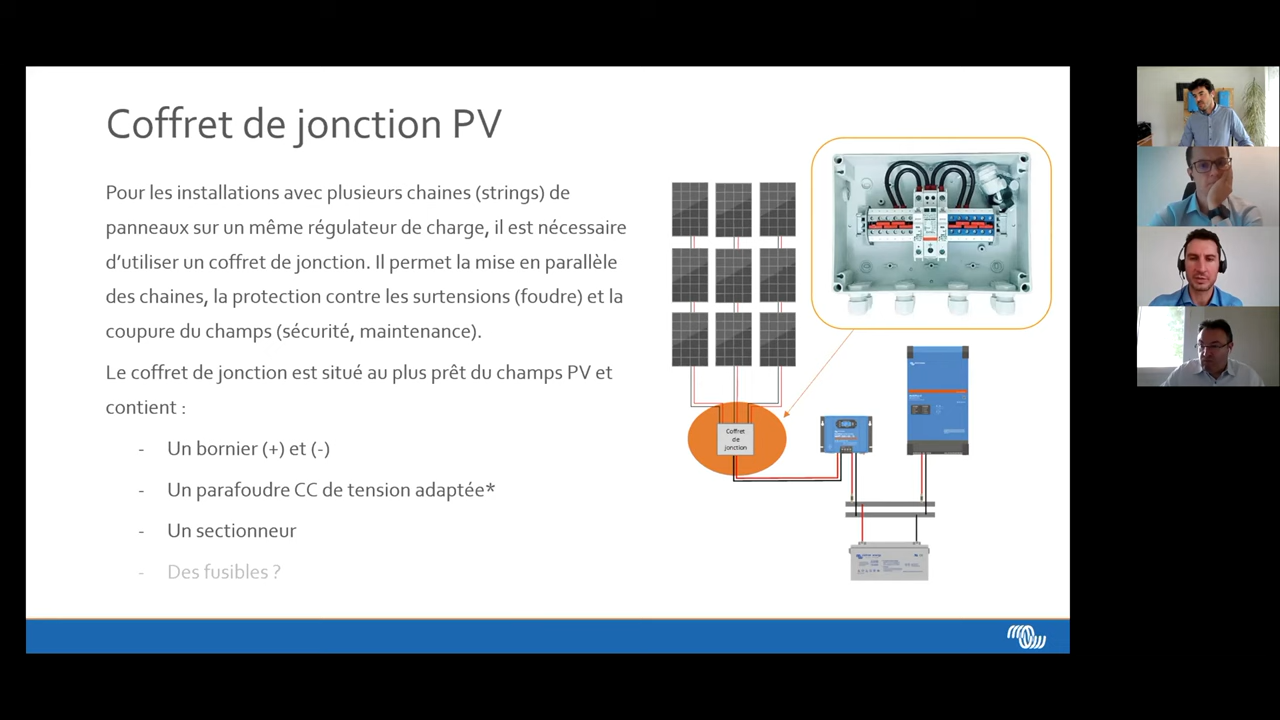 Coffret de jonction PV
Pour les installations avec plusieurs chaines (strings) de
panneaux sur un même régulateur de charge, il est nécessaire
d’utiliser un coffret de jonction. Il permet la mise en parallèle
des chaines, la protection contre les surtensions (foudre) et la
coupure du champs (sécurité, maintenance).
Le coffret de jonction est situé au plus prêt du champs PV et
contient :
- Un bornier (+) et (-)
- Un parafoudre CC de tension adaptée*
- Un sectionneur
- Des fusibles ?
Coffret
de
jonction